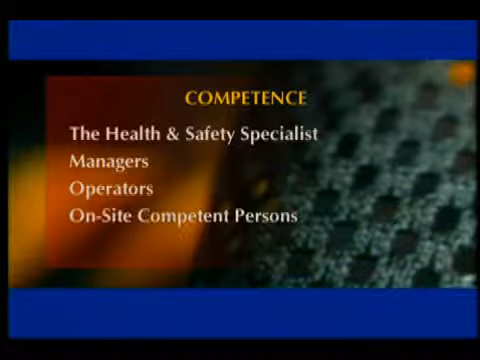 COMPETENCE
The Health & Safety Specialist
Managers
Operators
On-Site Competent Persons